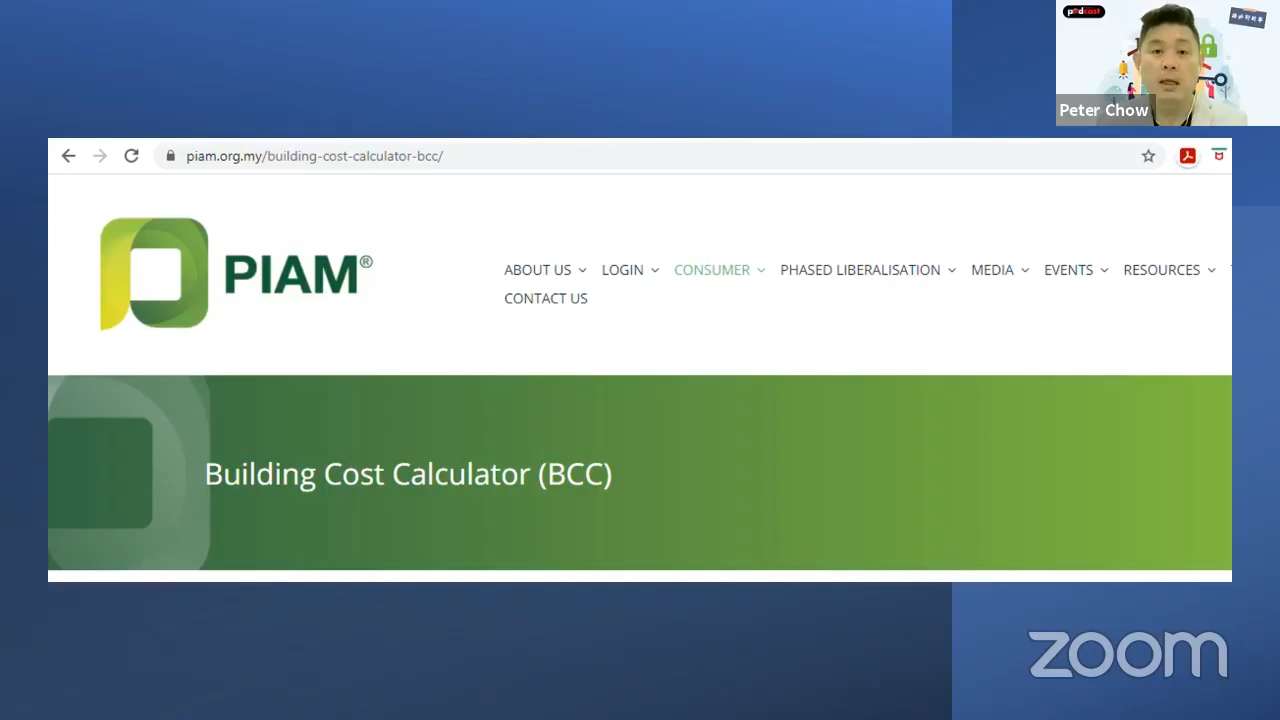 podcast
Peter Chow
piam.org.my/building-cost-calculator-bcc/
PIAM®
ABOUT US LOGIN CONSUMER PHASED LIBERALISATION MEDIA EVENTS RESOURCES
CONTACT US
Building Cost Calculator (BCC)
zoom